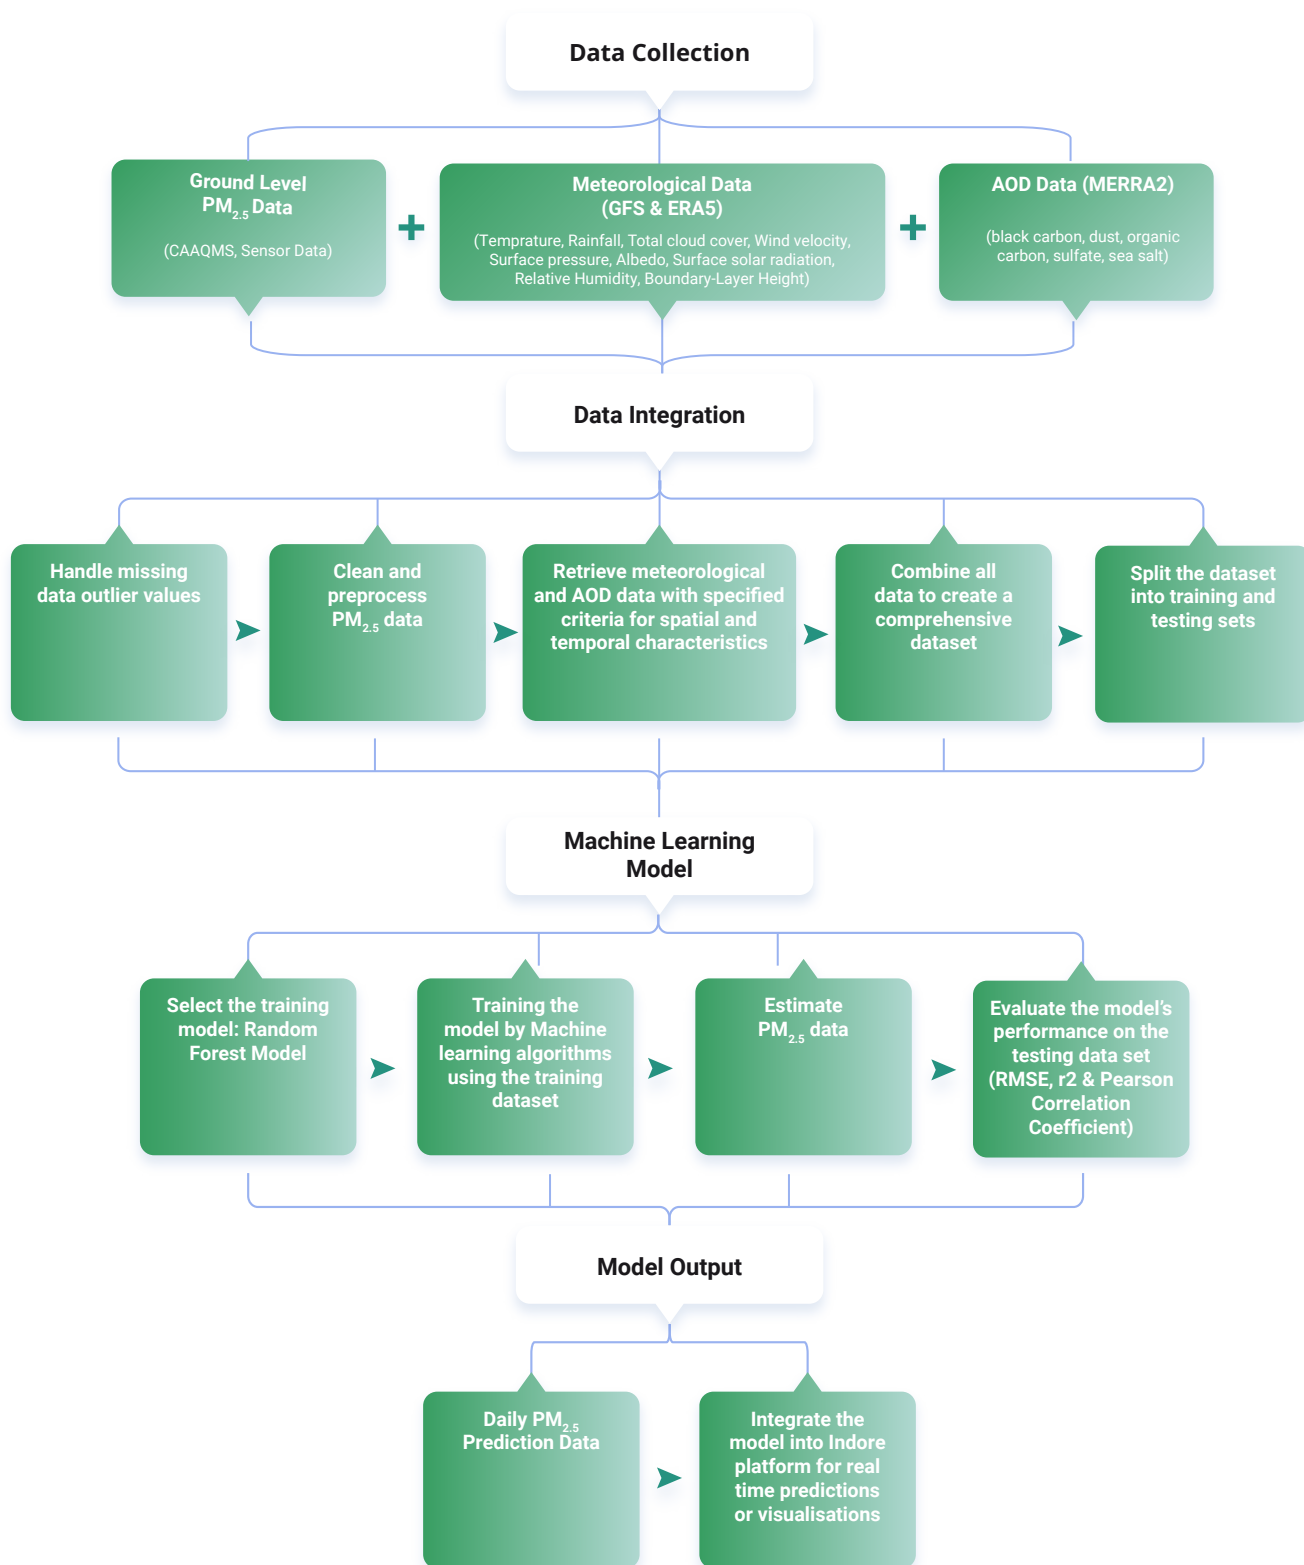 Data Collection
Ground Level
PM2.5 Data
(CAAQMS, Sensor Data)
Meteorological Data
(GFS & ERA5)
(Temprature, Rainfall, Total cloud cover, Wind velocity,
Surface pressure, Albedo, Surface solar radiation,
Relative Humidity, Boundary-Layer Height)
AOD Data (MERRA2)
(black carbon, dust, organic
carbon, sulfate, sea salt)
Data Integration
Handle missing
data outlier values
Clean and
preprocess
PM2.5 data
Retrieve meteorological
and AOD data with specified
criteria for spatial and
temporal characteristics
Combine all
data to create a
comprehensive
dataset
Split the dataset
into training and
testing sets
Machine Learning
Model
Select the training
model: Random
Forest Model
Training the
model by Machine
learning algorithms
using the training
dataset
Estimate
PM2.5 data
Evaluate the model’s
performance on the
testing data set
(RMSE, r2 & Pearson
Correlation
Coefficient)
Model Output
Daily PM2.5
Prediction Data
Integrate the
model into Indore
platform for real
time predictions
or visualisations